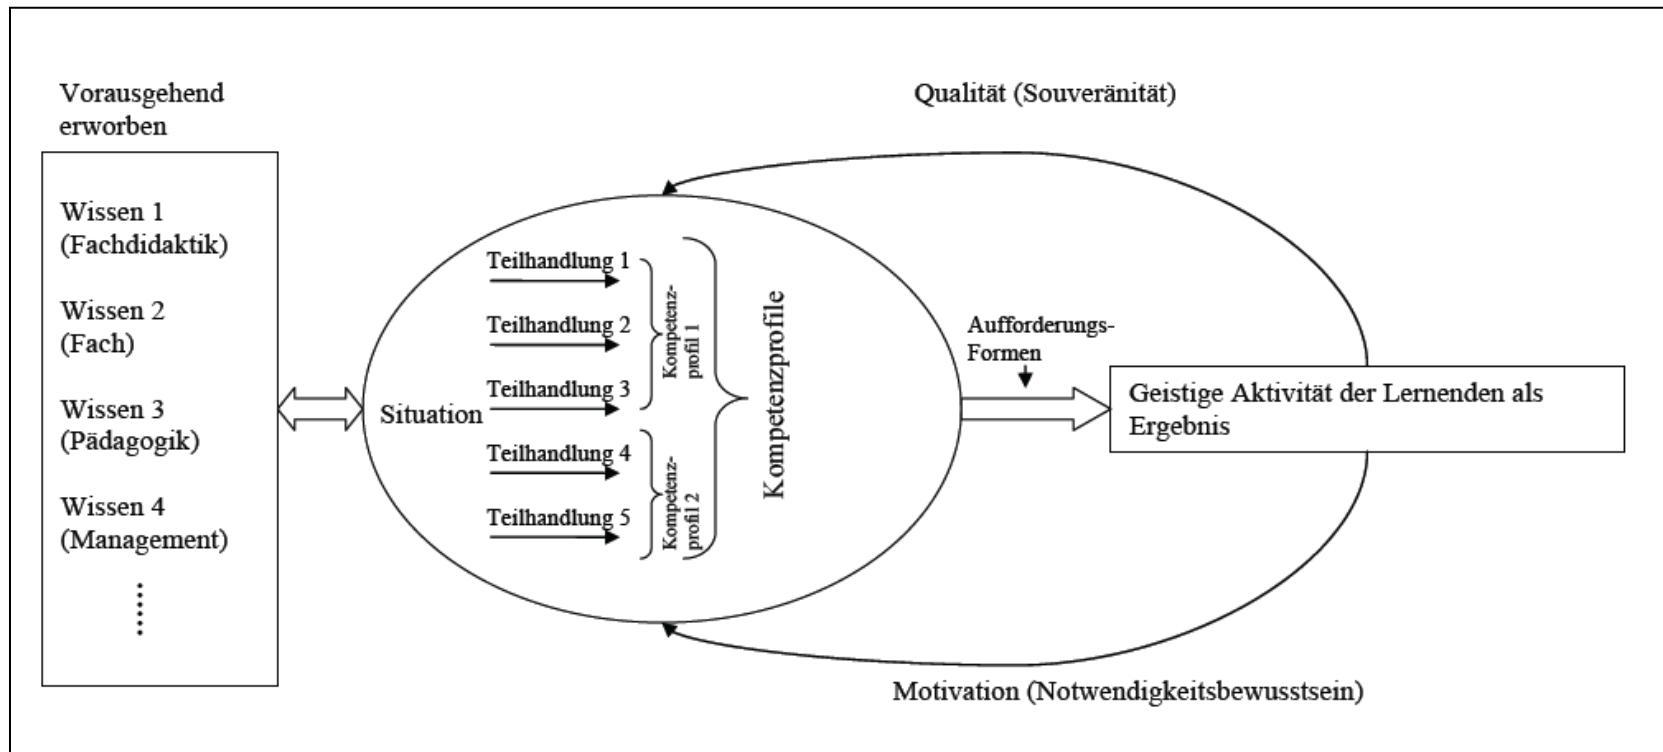 Vorausgehend
erworben
Wissen 1
(Fachdidaktik)
Wissen 2
(Fach)
Wissen 3
(Pädagogik)
Wissen 4
(Management)
Situation
Teilhandlung 1
Teilhandlung 2
Teilhandlung 3
Teilhandlung 4
Teilhandlung 5
Kompetenz-
profil 1
Kompetenz-
profil 2
Kompetenzprofile
Qualität (Souveränität)
Aufforderungs-
Formen
Geistige Aktivität der Lernenden als
Ergebnis
Motivation (Notwendigkeitsbewusstsein)